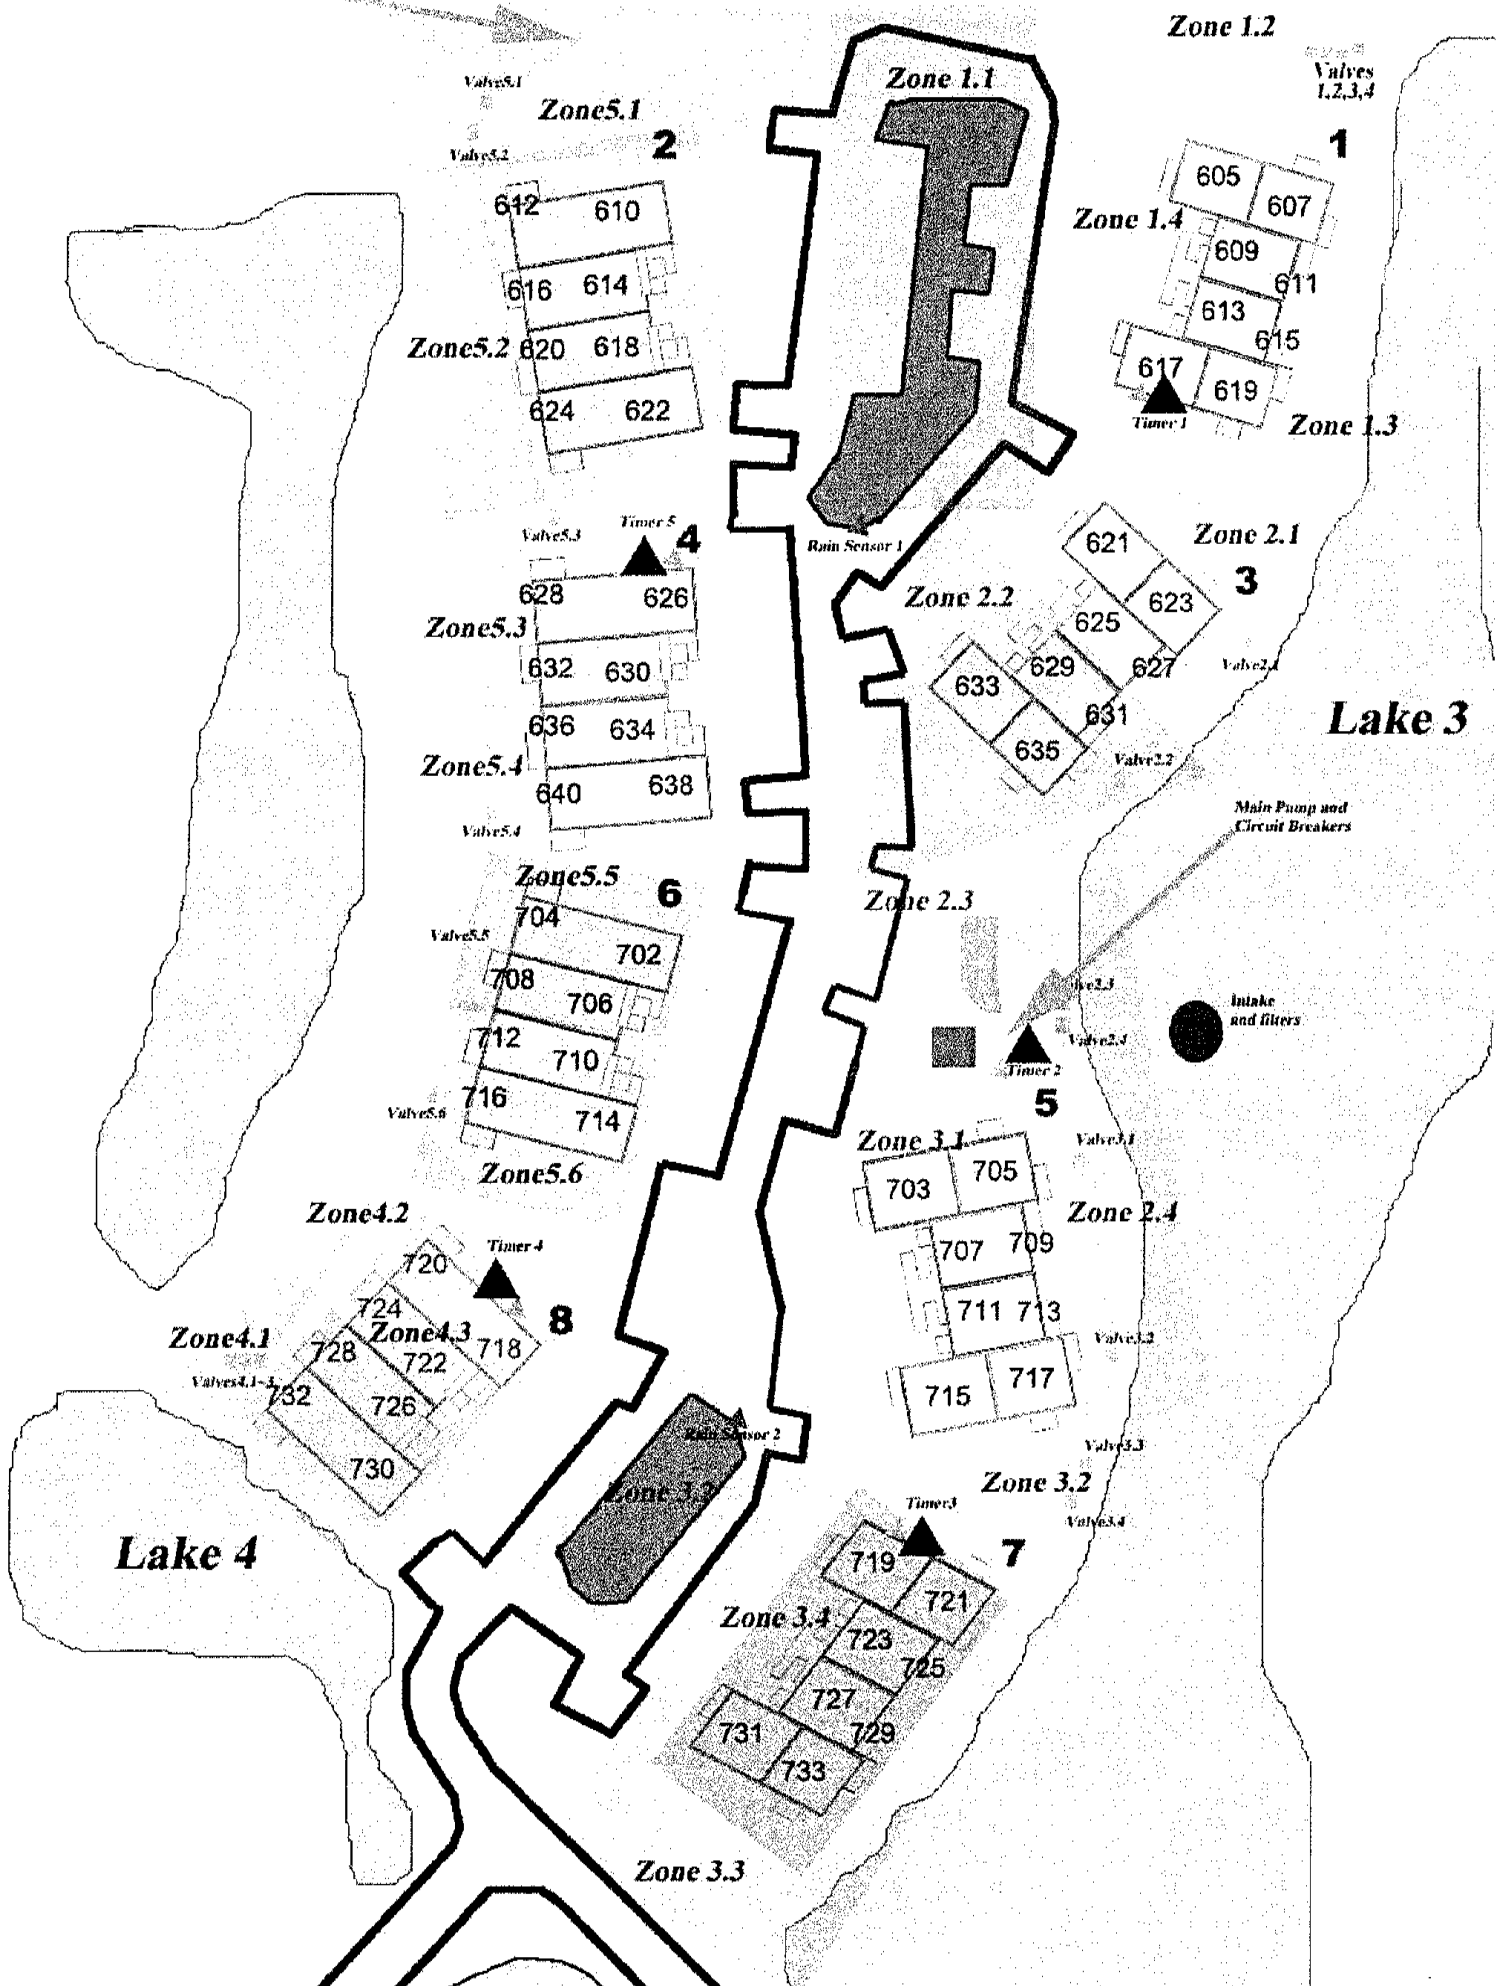 Zone 1.2
Zone 1.1
Valves
1,2,3,4
Valve5.1
Zone5.1
2
1
Valve5.2
605
607
612
610
Zone 1.4
609
611
616
614
613
615
Zone5.2
620
618
617
619
624
622
Timer 1
Zone 1.3
Timer 5
Valve5.3
4
Rain Sensor 1
621
Zone 2.1
3
628
626
Zone 2.2
623
625
Zone5.3
632
630
629
627
Valve2.1
633
631
Lake 3
636
634
635
Valve2.2
Zone5.4
640
638
Main Pump and
Circuit Breakers
Valve5.4
Zone5.5
6
Zone 2.3
704
Valve5.5
702
708
706
lve2.3
Intake
and filters
712
710
Valve2.4
Timer 2
5
716
714
Valve5.6
Zone 3.1
Valve3.1
Zone5.6
703
705
Zone4.2
Zone 2.4
Timer 4
720
707
709
724
8
711
713
Zone4.1
Zone4.3
728
722
718
Valve3.2
Valves4.1-3
732
726
715
717
Rain Sensor 2
Valve3.3
730
Zone 3.2
Zone 3.2
Timer3
Valve3.4
Lake 4
719
7
721
Zone 3.4
723
725
727
729
731
733
Zone 3.3